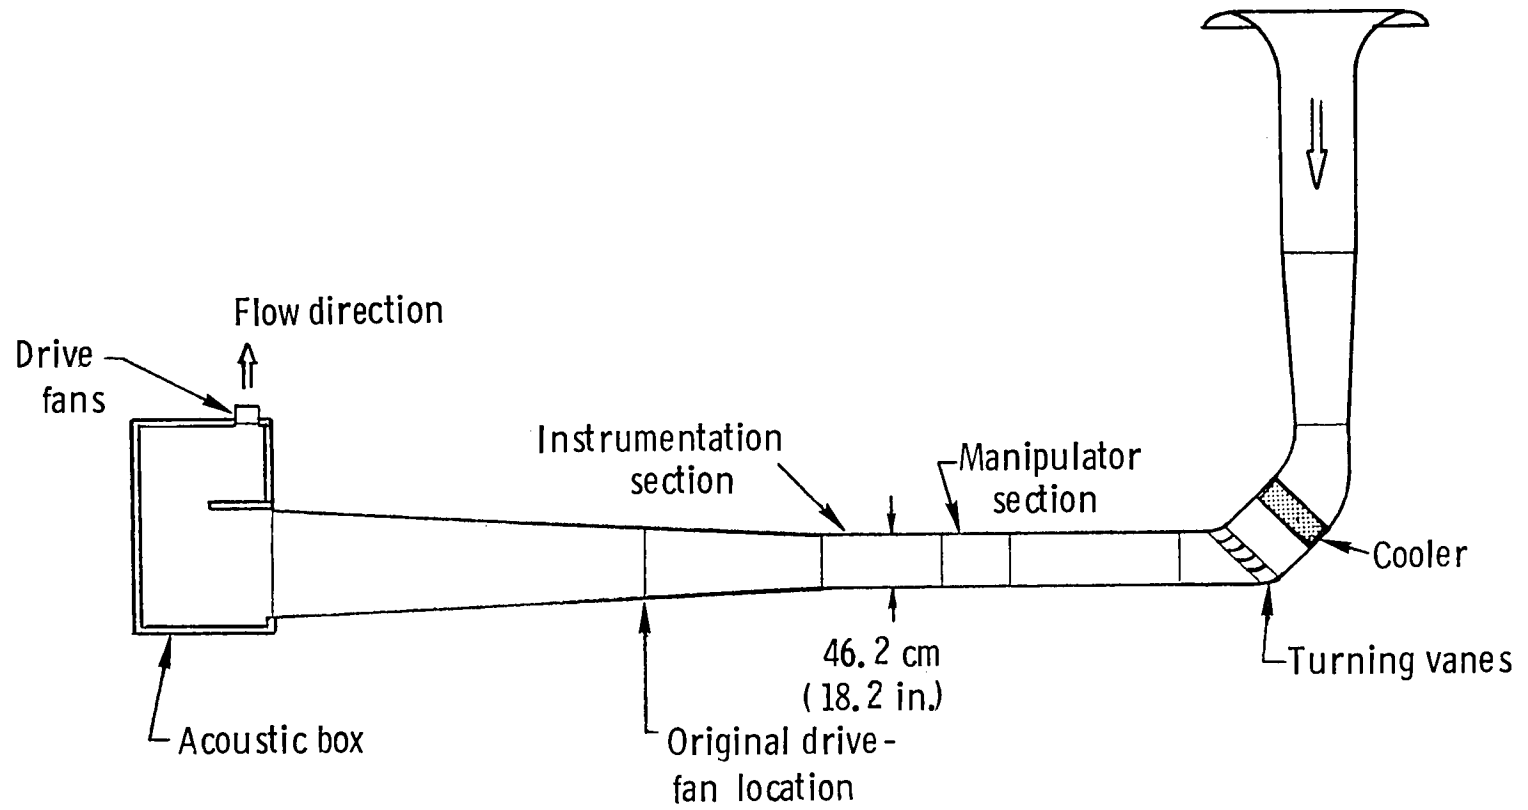 Flow direction
Drive
fans
Instrumentation
section
Manipulator
section
Cooler
46.2 cm
(18.2 in.)
Turning vanes
Acoustic box
Original drive-
fan location